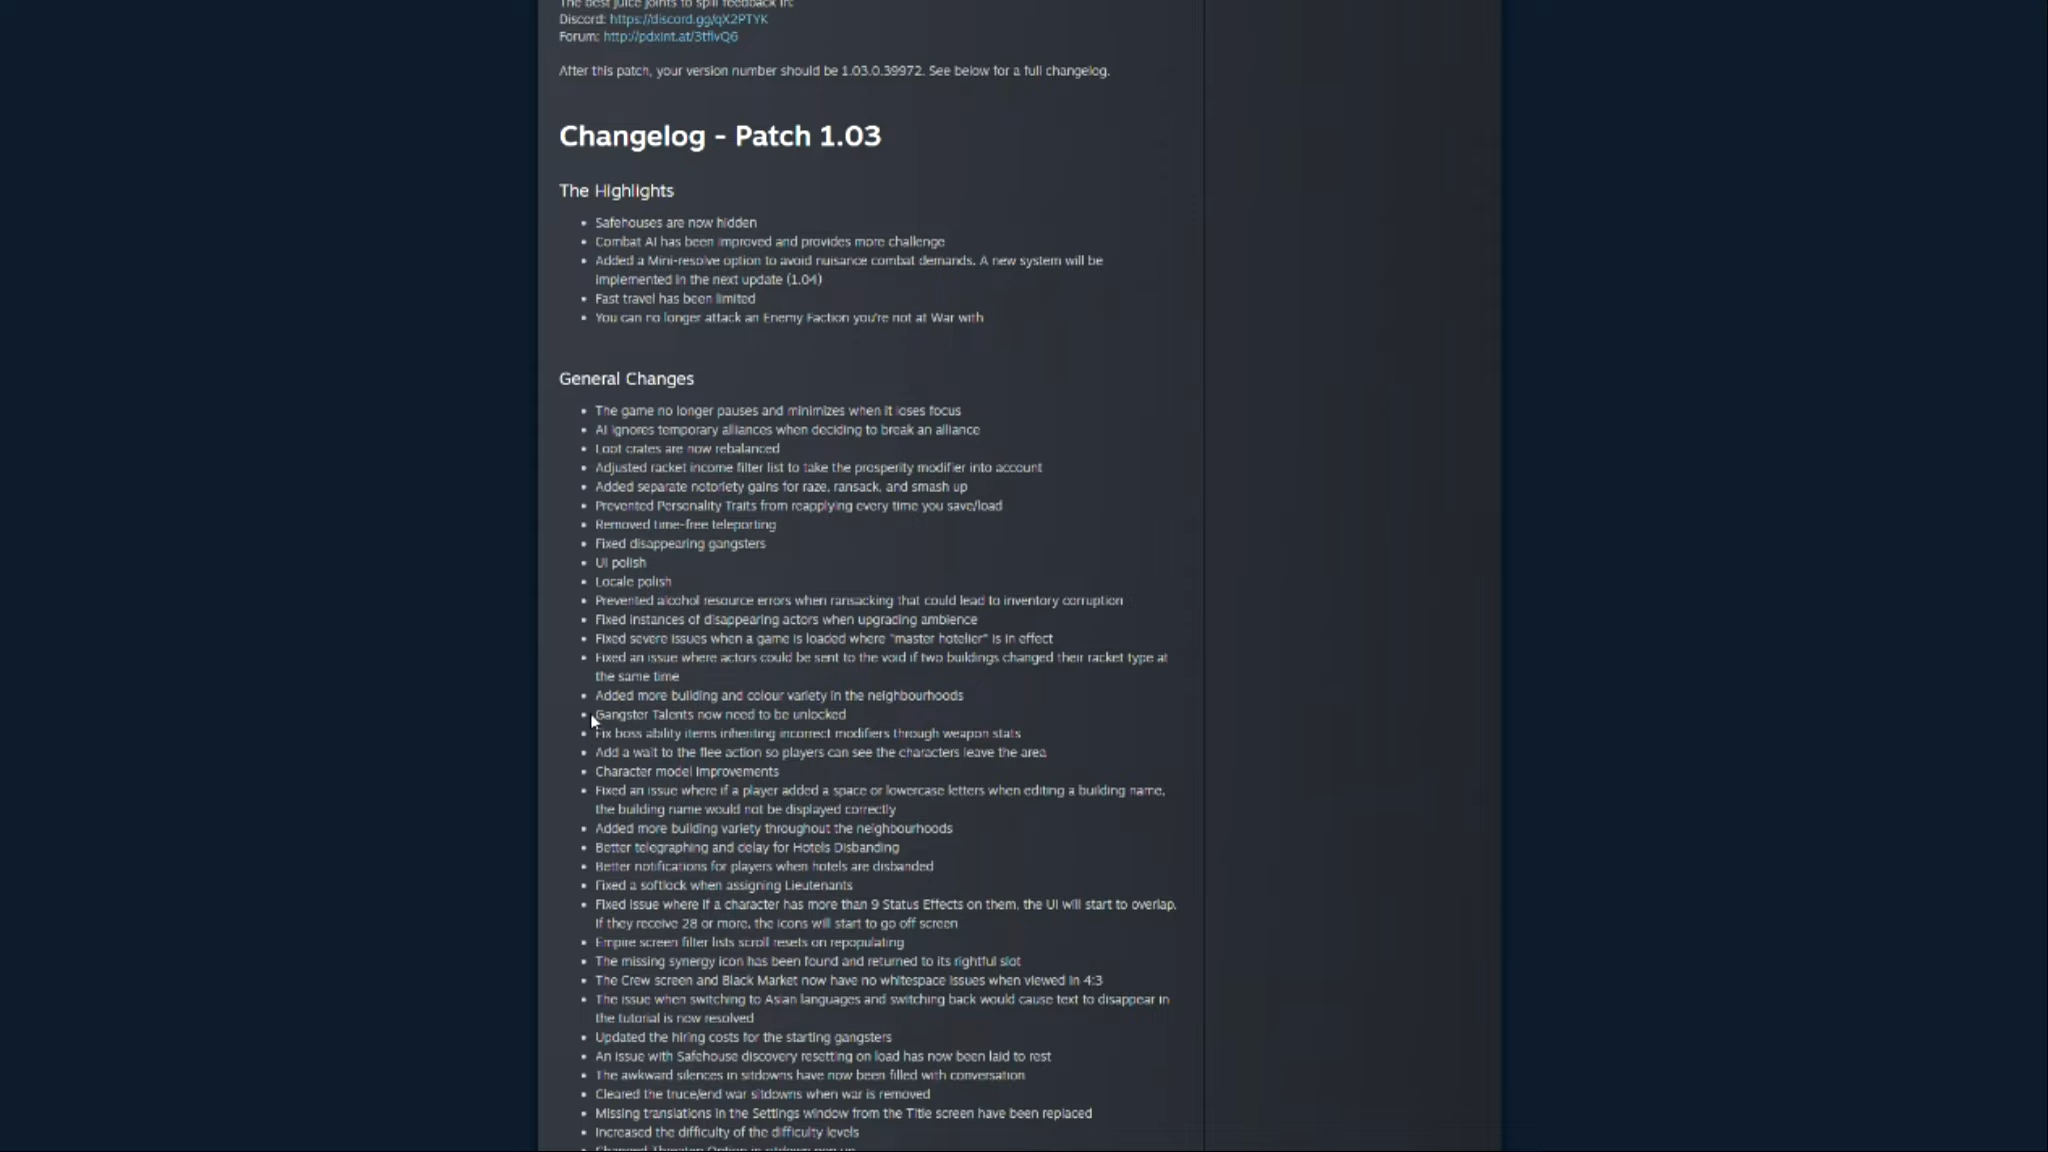 The best juice joints to spill feedback in:
Discord: https://discord.gg/qX2PTYK
Forum: http://pdxint.at/3tflvQ6
After this patch, your version number should be 1.03.0.39972. See below for a full changelog.
Changelog - Patch 1.03
The Highlights
• Safehouses are now hidden
• Combat AI has been improved and provides more challenge
• Added a Mini-resolve option to avoid nuisance combat demands. A new system will be
implemented in the next update (1.04)
• Fast travel has been limited
• You can no longer attack an Enemy Faction you're not at War with
General Changes
• The game no longer pauses and minimizes when it loses focus
• AI ignores temporary alliances when deciding to break an alliance
• Loot crates are now rebalanced
• Adjusted racket income filter list to take the prosperity modifier into account
• Added separate notoriety gains for raze, ransack, and smash up
• Prevented Personality Traits from reapplying every time you save/load
• Removed time-free teleporting
• Fixed disappearing gangsters
• UI polish
• Locale polish
• Prevented alcohol resource errors when ransacking that could lead to inventory corruption
• Fixed instances of disappearing actors when upgrading ambience
• Fixed severe issues when a game is loaded where "master hotelier" is in effect
• Fixed an issue where actors could be sent to the void if two buildings changed their racket type at
the same time
• Added more building and colour variety in the neighbourhoods
• Gangster Talents now need to be unlocked
• Fix boss ability items inheriting incorrect modifiers through weapon stats
• Add a wait to the flee action so players can see the characters leave the area
• Character model improvements
• Fixed an issue where if a player added a space or lowercase letters when editing a building name,
the building name would not be displayed correctly
• Added more building variety throughout the neighbourhoods
• Better telegraphing and delay for Hotels Disbanding
• Better notifications for players when hotels are disbanded
• Fixed a softlock when assigning Lieutenants
• Fixed issue where if a character has more than 9 Status Effects on them, the UI will start to overlap.
If they receive 28 or more, the icons will start to go off screen
• Empire screen filter lists scroll resets on repopulating
• The missing synergy icon has been found and returned to its rightful slot
• The Crew screen and Black Market now have no whitespace issues when viewed in 4:3
• The issue when switching to Asian languages and switching back would cause text to disappear in
the tutorial is now resolved
• Updated the hiring costs for the starting gangsters
• An issue with Safehouse discovery resetting on load has now been laid to rest
• The awkward silences in sitdowns have now been filled with conversation
• Cleared the truce/end war sitdowns when war is removed
• Missing translations in the Settings window from the Title screen have been replaced
• Increased the difficulty of the difficulty levels